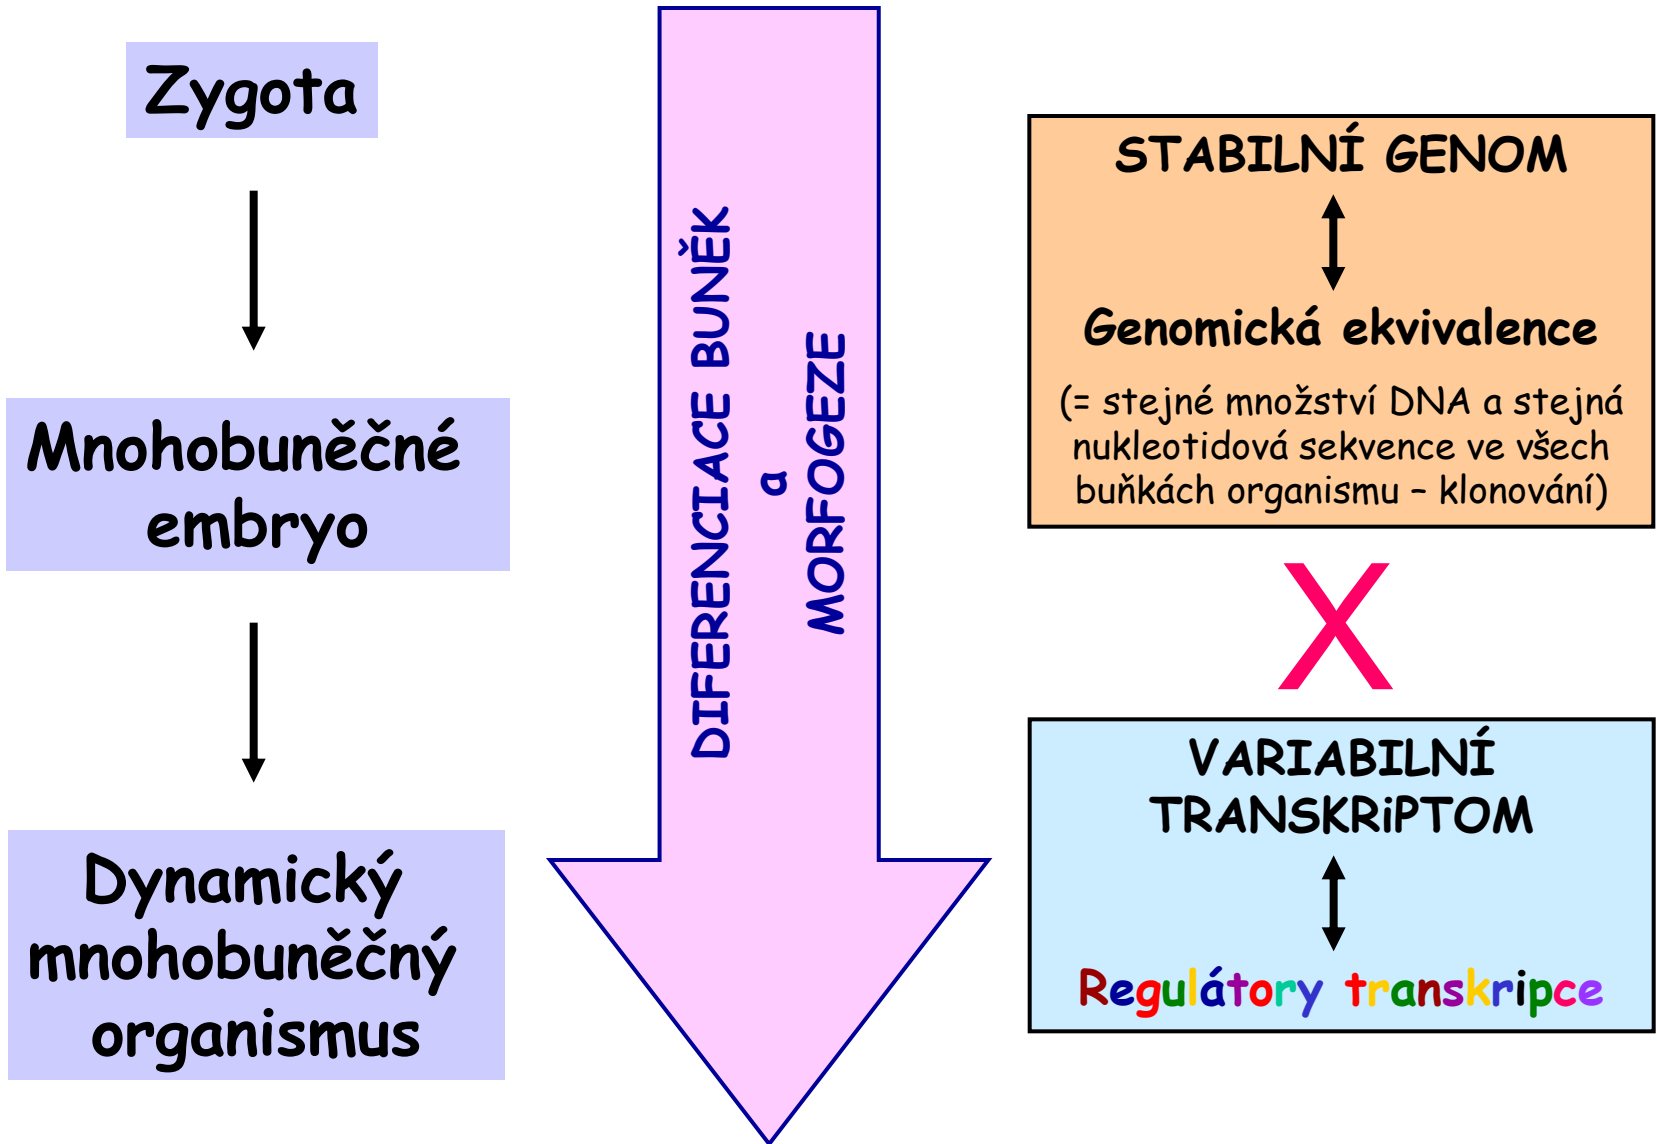 Zygota
Mnohobuněčné
embryo
Dynamický
mnohobuněčný
organismus
DIFERENCIACE BUNĚK
a
MORFOGEZE
STABILNÍ GENOM
Genomická ekvivalence
(= stejné množství DNA a stejná
nukleotidová sekvence ve všech
buňkách organismu – klonování)
X
VARIABILNÍ
TRANSKRiPTOM
Regulátory transkripce